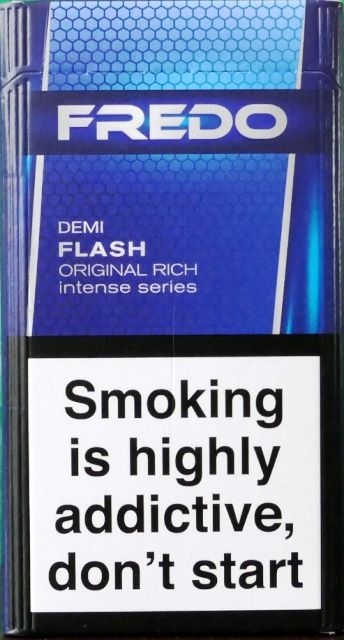 FREDO
DEMI
FLASH
ORIGINAL RICH
intense series
Smoking
is highly
addictive,
don't start